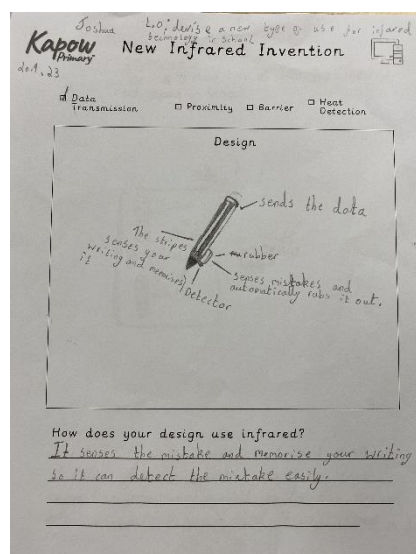 Joshua
L.O: devise a new type of use for infared
technology in school
Kapow
Primary
New Infrared Invention
20.1.23
Data
Transmission
Proximity
Barrier
Heat
Detection
Design
sends the data
The stripes
senses your
writing and memorises
it
rubber
senses mistakes and
automatically rubs it out.
Detector
How does your design use infrared?
It senses the mistake and memorise your writing
so it can detect the mistake easily.